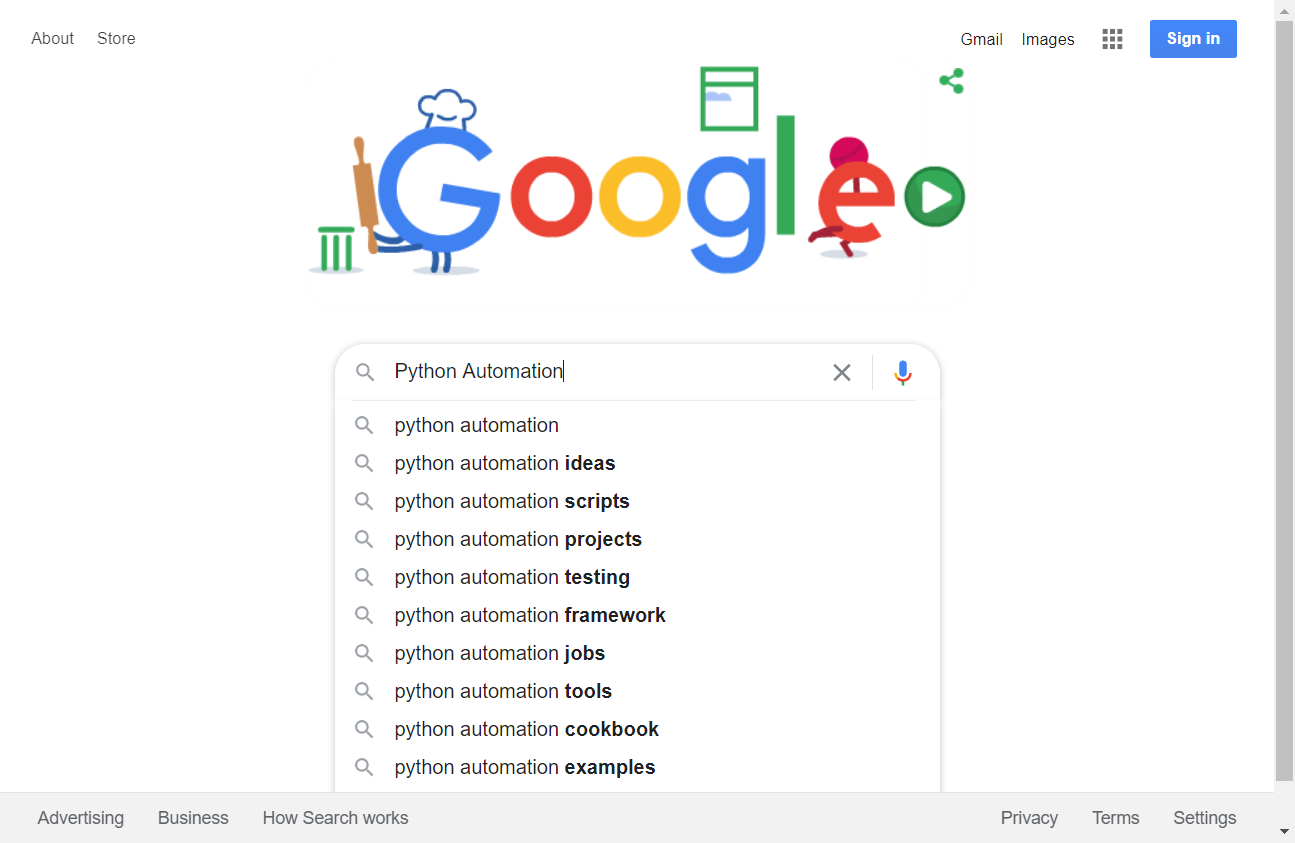 About Store Gmail Images Sign in
Google
Python Automation
python automation
python automation ideas
python automation scripts
python automation projects
python automation testing
python automation framework
python automation jobs
python automation tools
python automation cookbook
python automation examples
Advertising Business How Search works Privacy Terms Settings